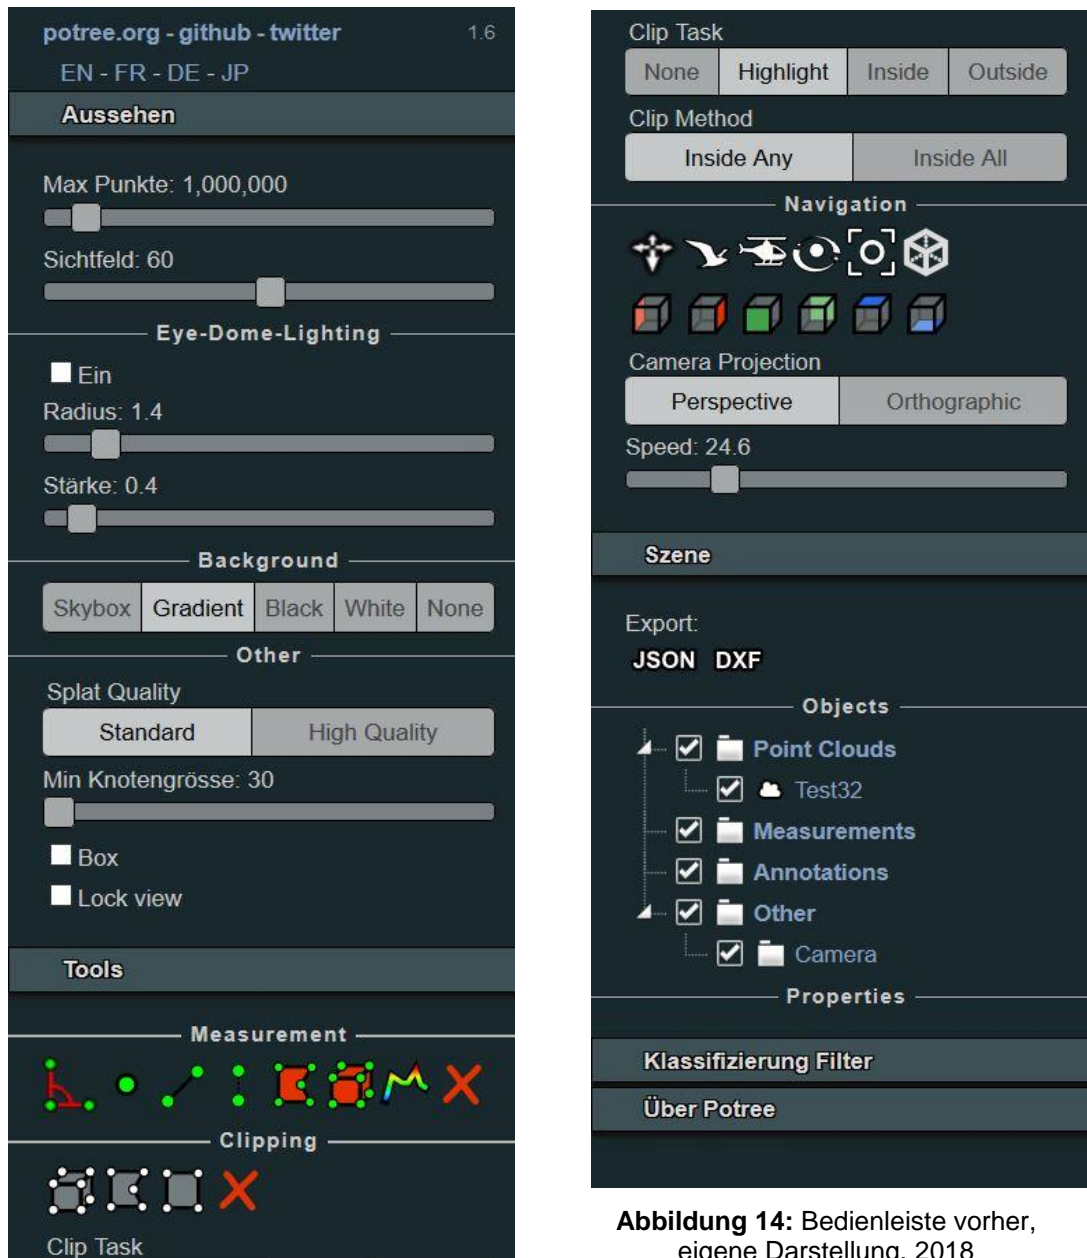 potree.org - github - twitter 1.6
EN - FR - DE - JP
Aussehen
Max Punkte: 1,000,000
Sichtfeld: 60
Eye-Dome-Lighting
Ein
Radius: 1.4
Stärke: 0.4
Background
Skybox Gradient Black White None
Other
Splat Quality
Standard High Quality
Min Knotengrösse: 30
Box
Lock view
Tools
Measurement
Clipping
Clip Task
Clip Task
None Highlight Inside Outside
Clip Method
Inside Any Inside All
Navigation
Camera Projection
Perspective Orthographic
Speed: 24.6
Szene
Export:
JSON DXF
Objects
Point Clouds
Test32
Measurements
Annotations
Other
Camera
Properties
Klassifizierung Filter
Über Potree
Abbildung 14: Bedienleiste vorher,
eigene Darstellung, 2018